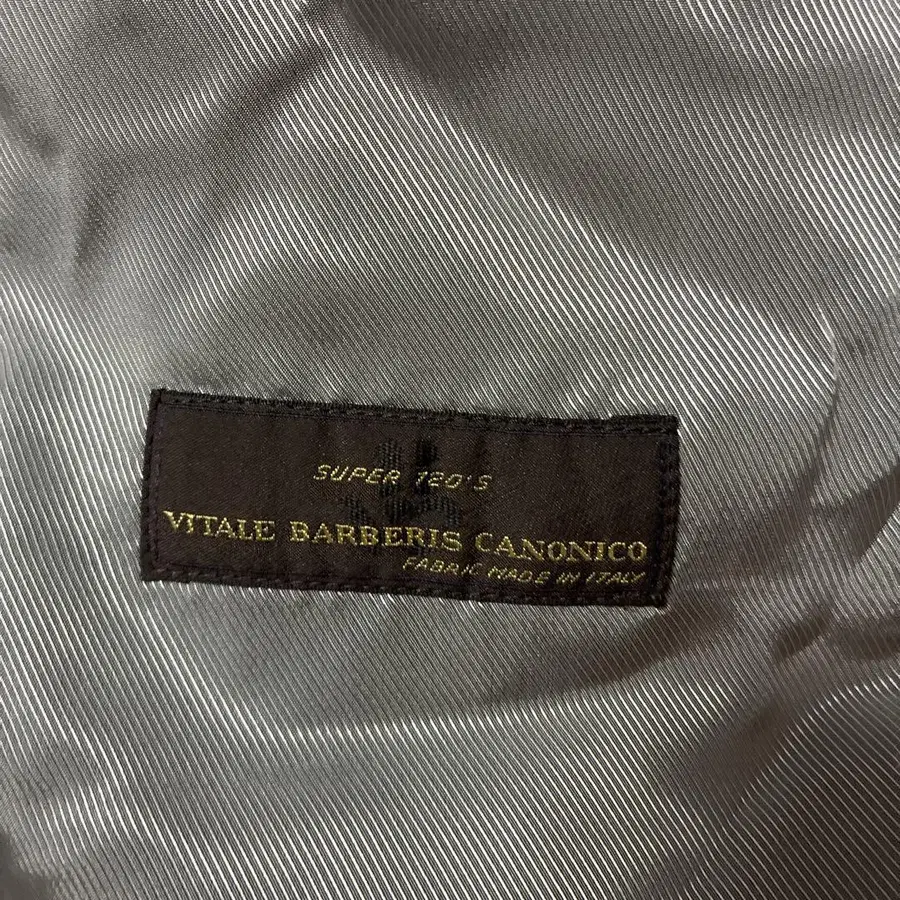 SUPER 120'S
VITALE BARBERIS CANONICO
FABRIC MADE IN ITALY